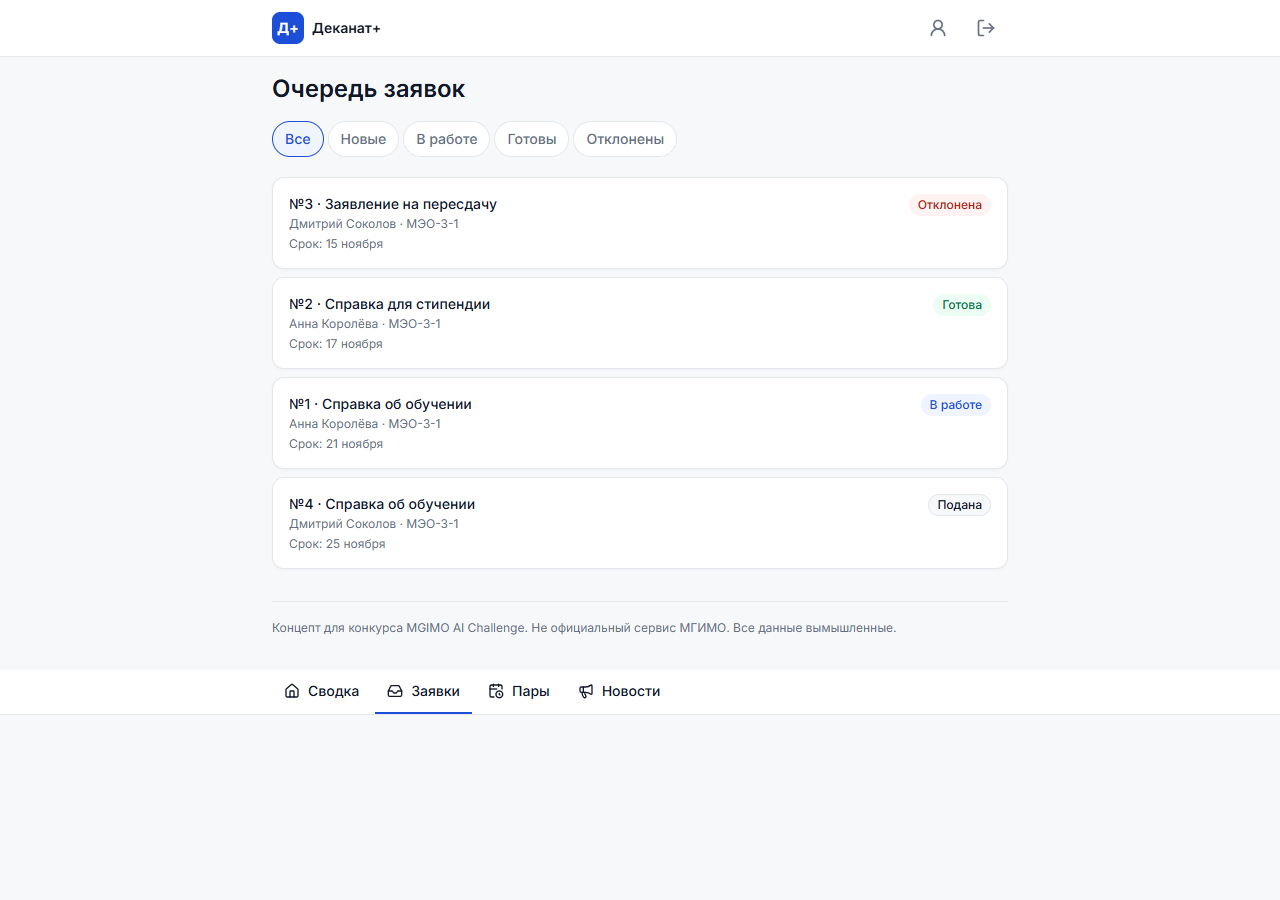 Д+ Деканат+
Очередь заявок
Все Новые В работе Готовы Отклонены
№3 · Заявление на пересдачу Отклонена
Дмитрий Соколов · МЭО-3-1
Срок: 15 ноября
№2 · Справка для стипендии Готова
Анна Королёва · МЭО-3-1
Срок: 17 ноября
№1 · Справка об обучении В работе
Анна Королёва · МЭО-3-1
Срок: 21 ноября
№4 · Справка об обучении Подана
Дмитрий Соколов · МЭО-3-1
Срок: 25 ноября
Концепт для конкурса MGIMO AI Challenge. Не официальный сервис МГИМО. Все данные вымышленные.
Сводка Заявки Пары Новости